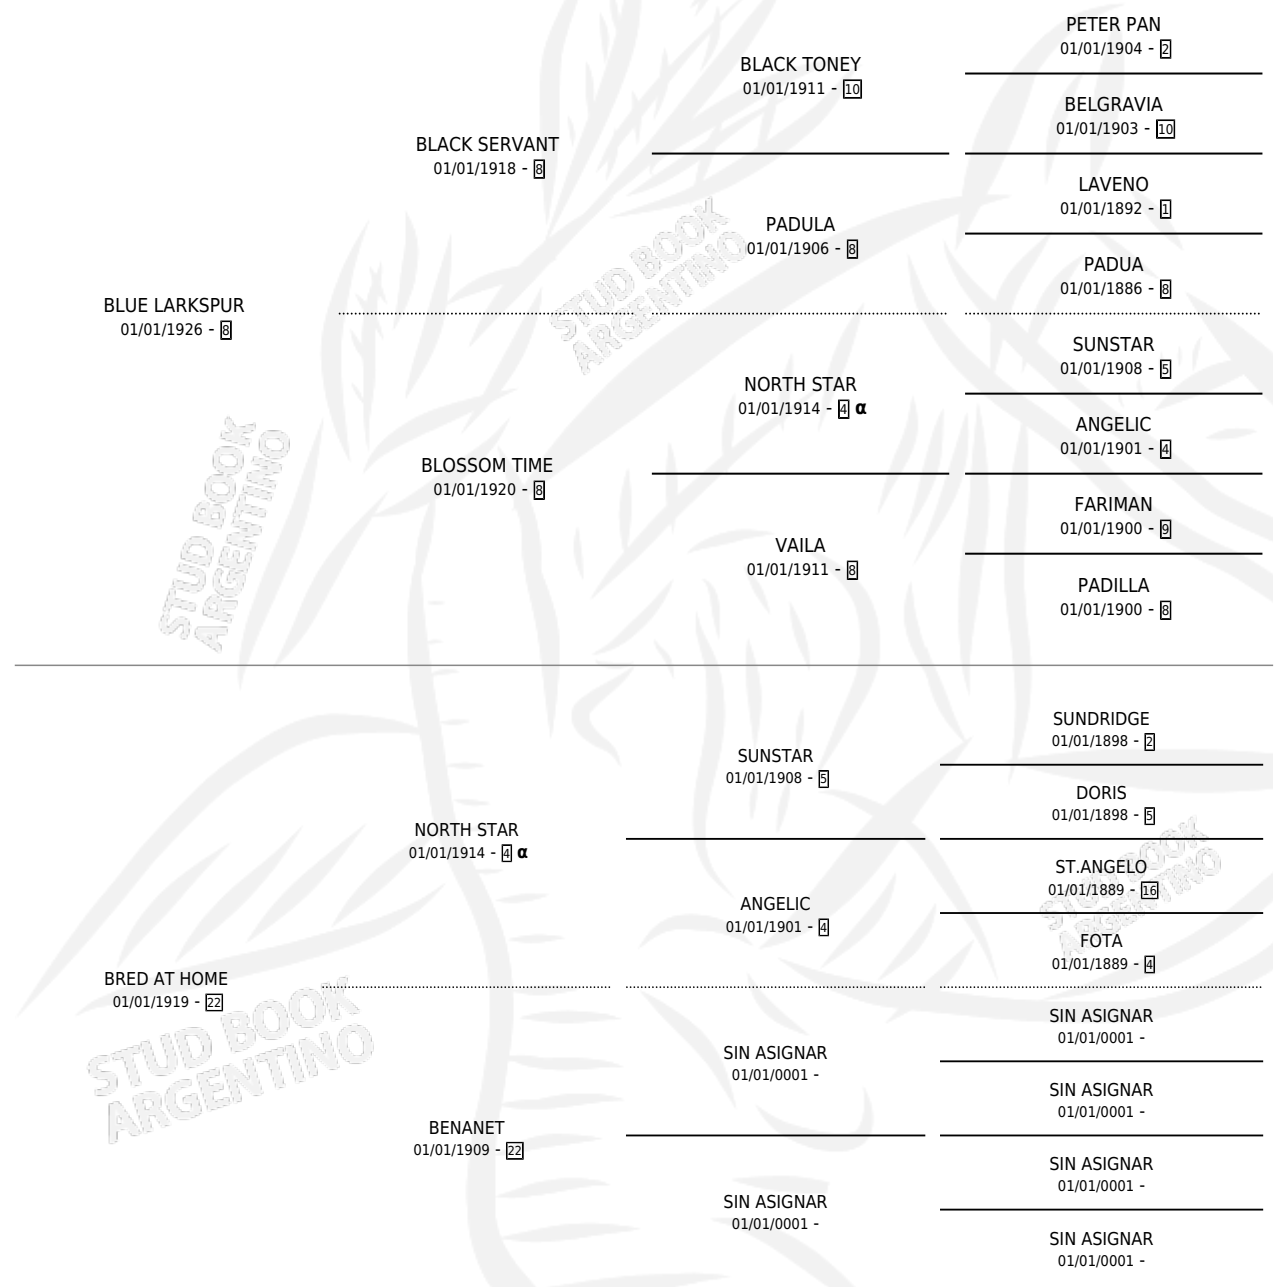 PETER PAN
01/01/1904 - 2
BLACK TONEY
01/01/1911 - 10
BELGRAVIA
01/01/1903 - 10
BLACK SERVANT
01/01/1918 - 8
LAVENO
01/01/1892 - 1
PADULA
01/01/1906 - 8
PADUA
01/01/1886 - 8
BLUE LARKSPUR
01/01/1926 - 8
SUNSTAR
01/01/1908 - 5
NORTH STAR
01/01/1914 - 4 α
ANGELIC
01/01/1901 - 4
BLOSSOM TIME
01/01/1920 - 8
FARIMAN
01/01/1900 - 9
VAILA
01/01/1911 - 8
PADILLA
01/01/1900 - 8
STUD BOOK
ARGENTINO
STUD BOOK
ARGENTINO
SUNDRIDGE
01/01/1898 - 2
SUNSTAR
01/01/1908 - 5
DORIS
01/01/1898 - 5
NORTH STAR
01/01/1914 - 4 α
ST.ANGELO
01/01/1889 - 16
ANGELIC
01/01/1901 - 4
FOTA
01/01/1889 - 4
BRED AT HOME
01/01/1919 - 22
SIN ASIGNAR
01/01/0001 -
SIN ASIGNAR
01/01/0001 -
SIN ASIGNAR
01/01/0001 -
BENANET
01/01/1909 - 22
SIN ASIGNAR
01/01/0001 -
SIN ASIGNAR
01/01/0001 -
SIN ASIGNAR
01/01/0001 -
STUD BOOK
ARGENTINO
STUD BOOK
ARGENTINO